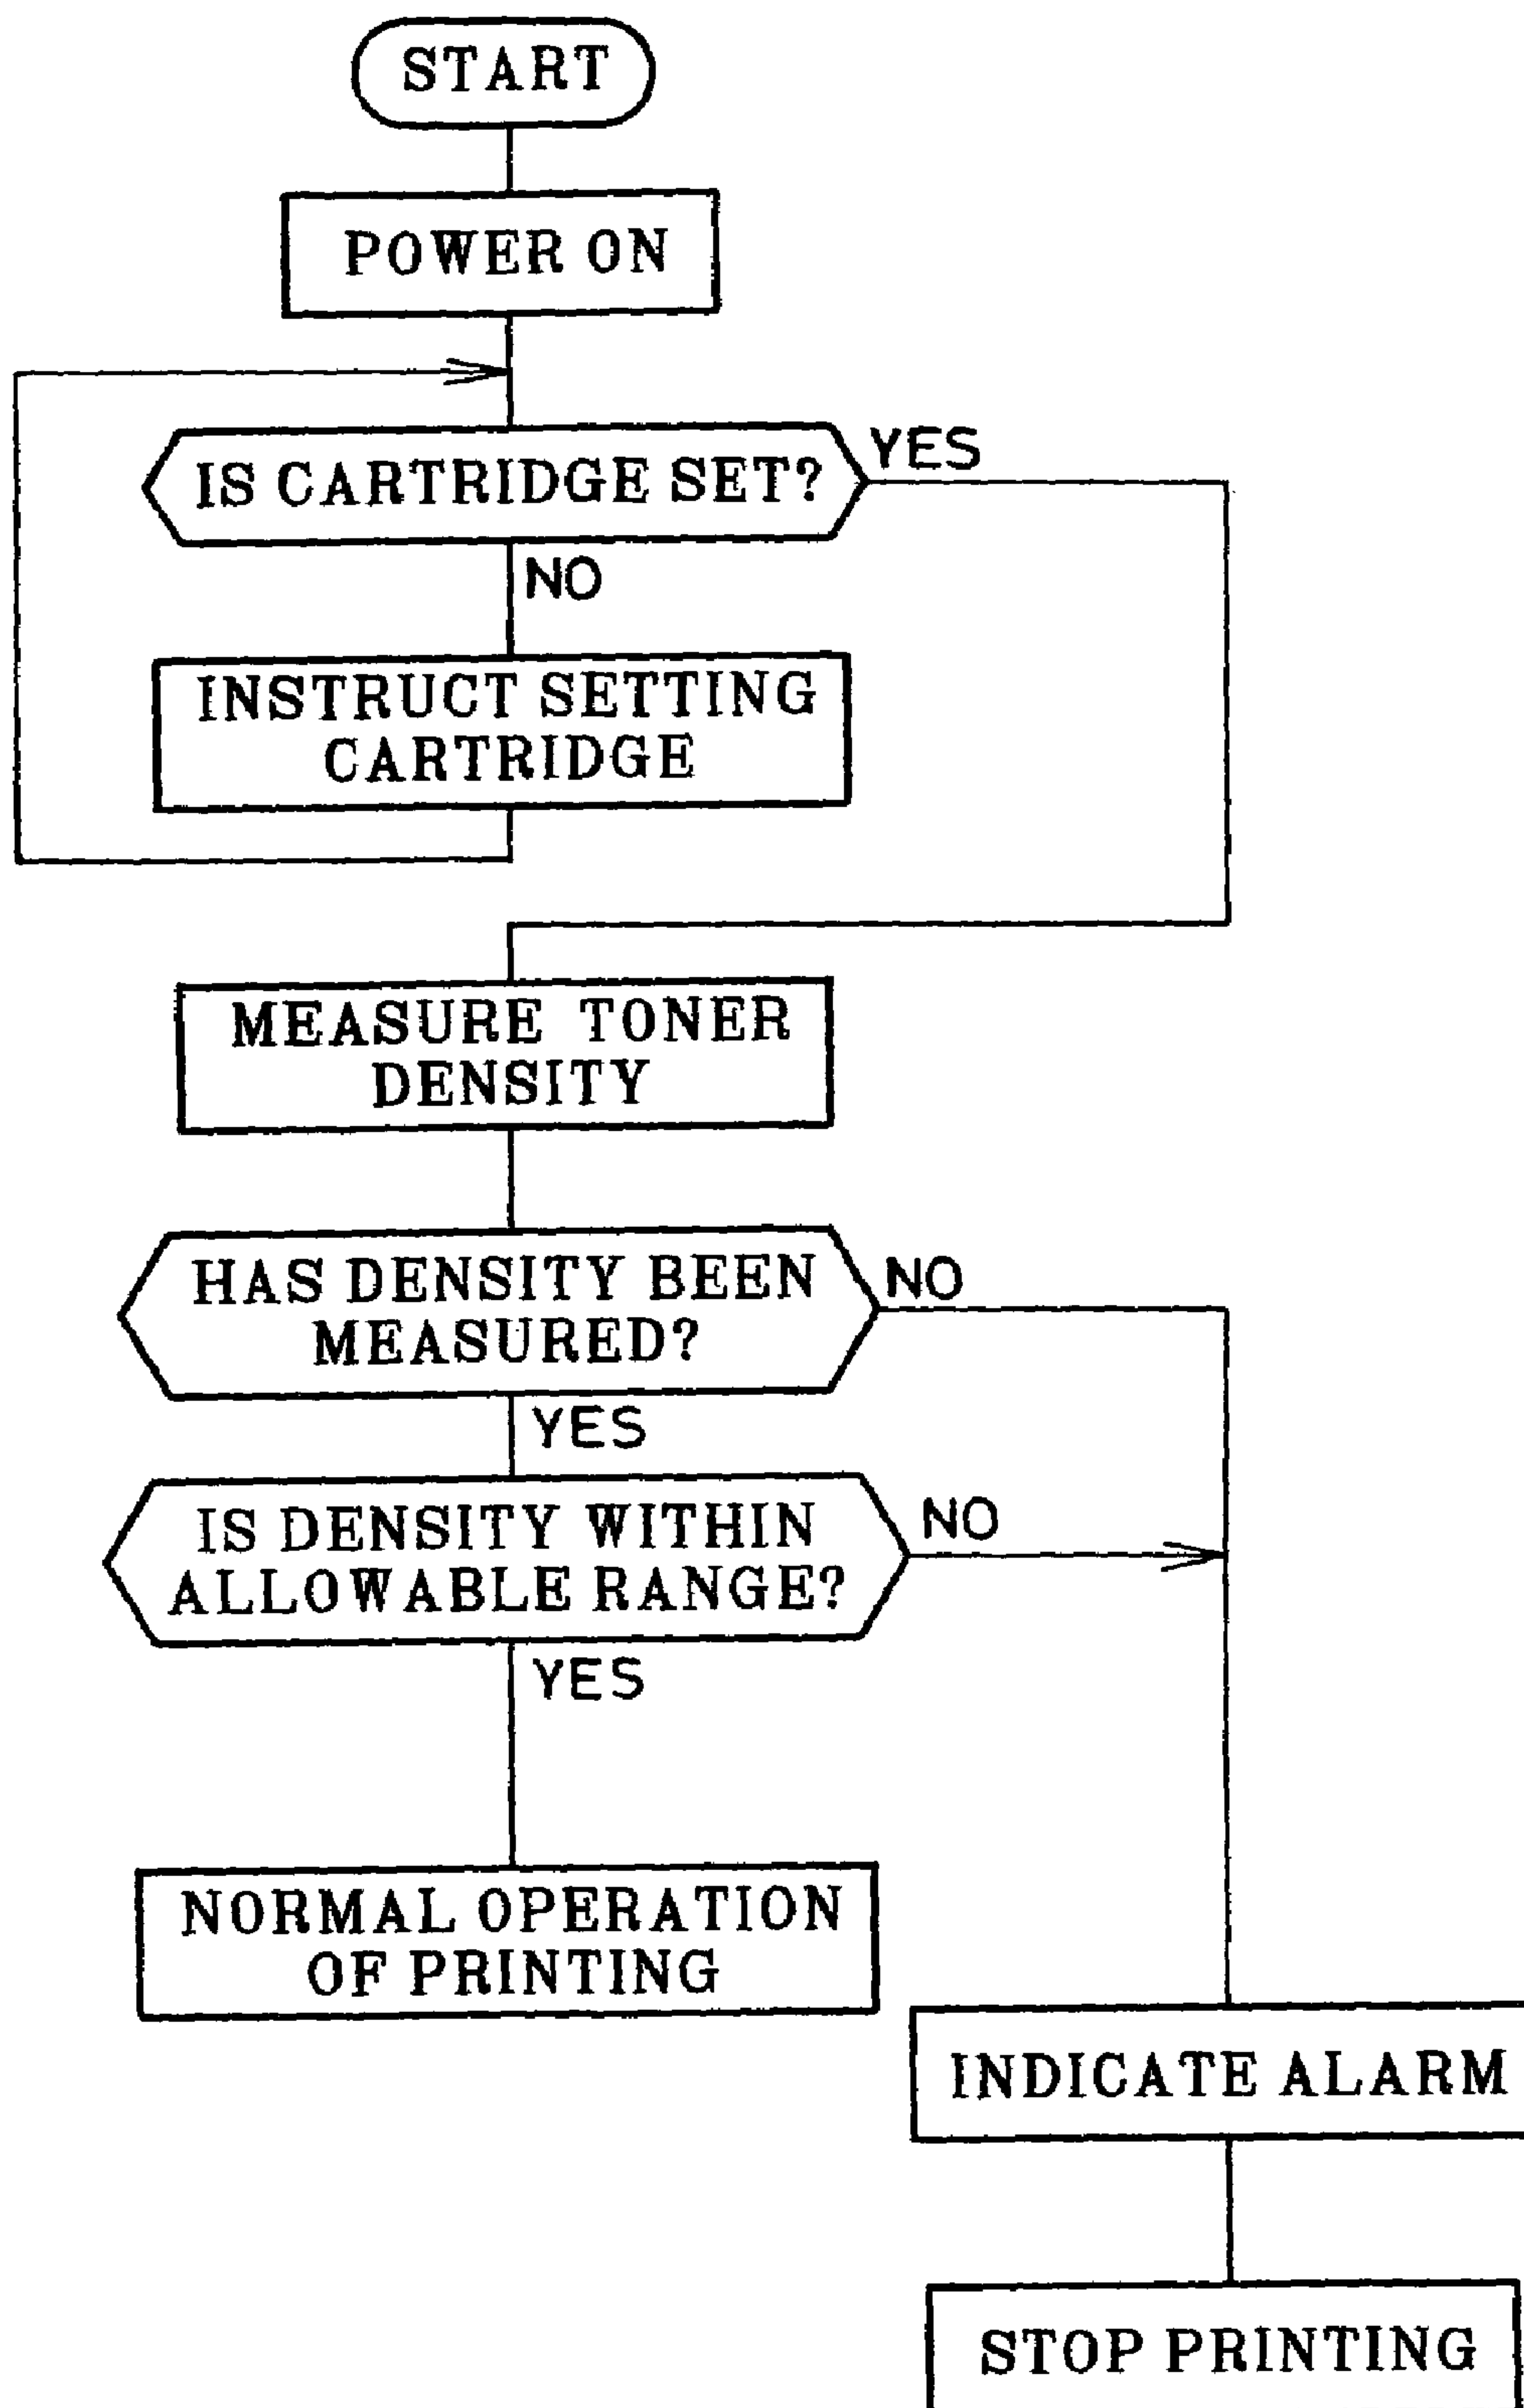 START
POWER ON
IS CARTRIDGE SET?
YES
NO
INSTRUCT SETTING
CARTRIDGE
MEASURE TONER
DENSITY
HAS DENSITY BEEN
MEASURED?
NO
YES
IS DENSITY WITHIN
ALLOWABLE RANGE?
NO
YES
NORMAL OPERATION
OF PRINTING
INDICATE ALARM
STOP PRINTING